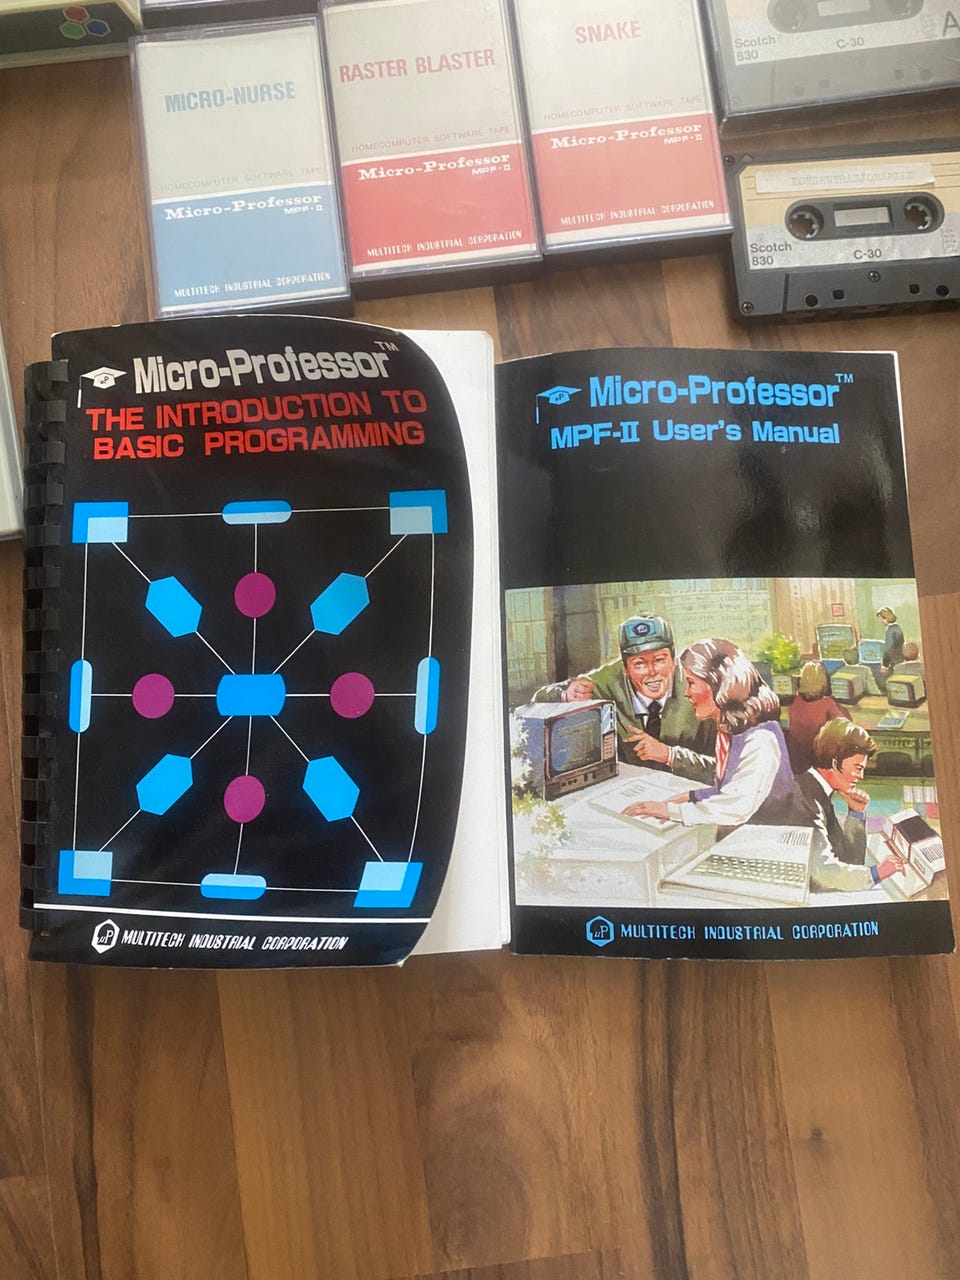 MICRO-NURSE
HOMECOMPUTER SOFTWARE TAPE
Micro-Professor
MPF-II
MULTITECH INDUSTRIAL CORPORATION
RASTER BLASTER
HOMECOMPUTER SOFTWARE TAPE
Micro-Professor
MPF-II
MULTITECH INDUSTRIAL CORPORATION
SNAKE
HOMECOMPUTER SOFTWARE TAPE
Micro-Professor
MPF-II
MULTITECH INDUSTRIAL CORPORATION
Scotch
830
C-30
A
KONSENTRASJONSPILL
Scotch
830
C-30
Micro-Professor™
THE INTRODUCTION TO
BASIC PROGRAMMING
µP MULTITECH INDUSTRIAL CORPORATION
Micro-Professor™
MPF-II User's Manual
µP MULTITECH INDUSTRIAL CORPORATION